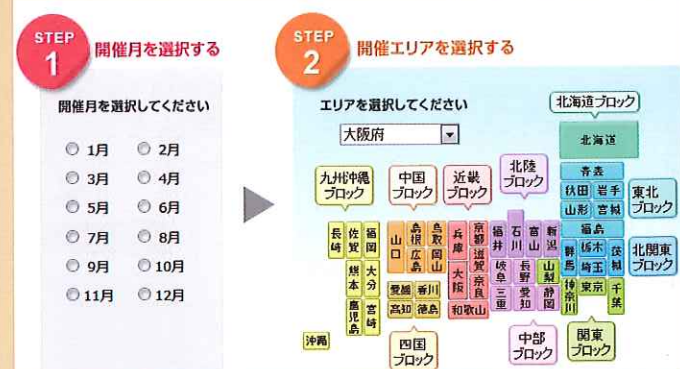 STEP
1
開催月を選択する
開催月を選択してください
1月 2月
3月 4月
5月 6月
7月 8月
9月 10月
11月 12月
STEP
2
開催エリアを選択する
エリアを選択してください
大阪府
北海道ブロック
北海道
青森
秋田 岩手
山形 宮城
福島
東北
ブロック
北関東
ブロック
群馬 栃木 茨城
埼玉
神奈川 東京 千葉
関東
ブロック
北陸
ブロック
福井 石川 富山 新潟
岐阜 長野 山梨
三重 愛知 静岡
中部
ブロック
近畿
ブロック
兵庫 京都 滋賀
大阪 奈良
和歌山
中国
ブロック
山口 島根 鳥取
広島 岡山
愛媛 香川
高知 徳島
四国
ブロック
九州沖縄
ブロック
長崎 佐賀 福岡
熊本 大分
鹿児島 宮崎
沖縄